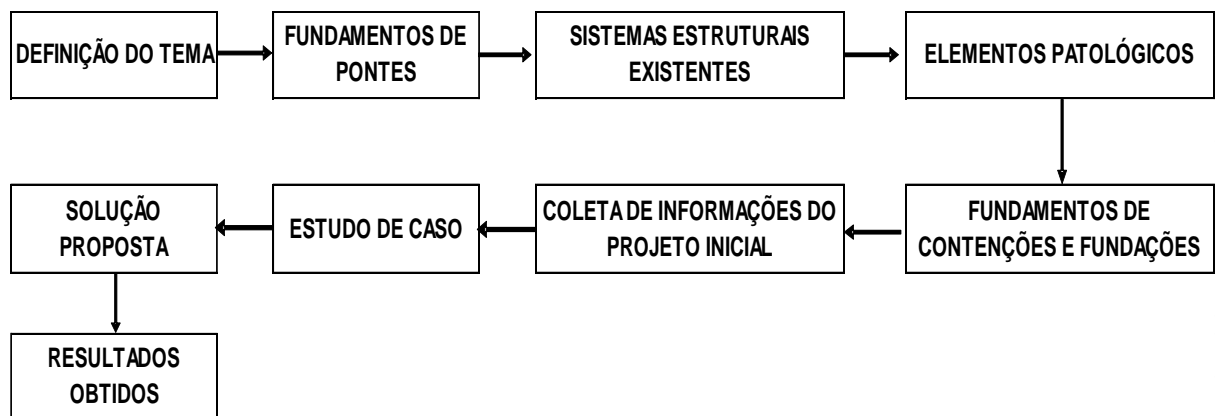 DEFINIÇÃO DO TEMA
FUNDAMENTOS DE
PONTES
SISTEMAS ESTRUTURAIS
EXISTENTES
ELEMENTOS PATOLÓGICOS
FUNDAMENTOS DE
CONTENÇÕES E FUNDAÇÕES
COLETA DE INFORMAÇÕES DO
PROJETO INICIAL
ESTUDO DE CASO
SOLUÇÃO
PROPOSTA
RESULTADOS
OBTIDOS